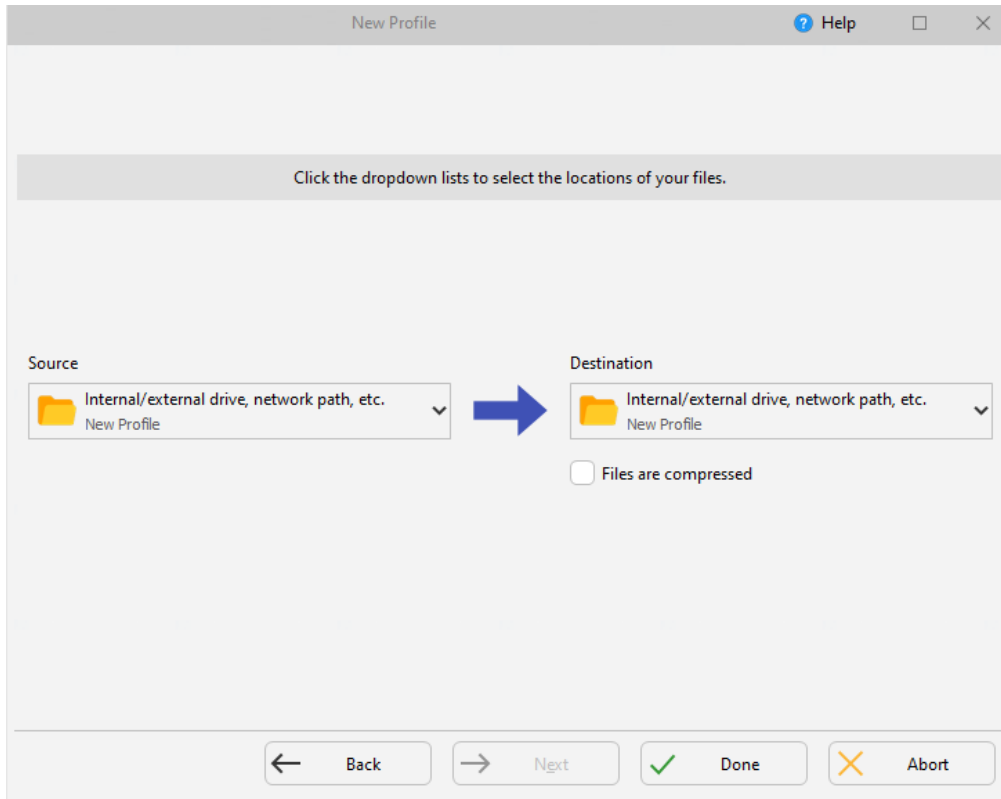 New Profile
? Help
Click the dropdown lists to select the locations of your files.
Source
Internal/external drive, network path, etc.
New Profile
Destination
Internal/external drive, network path, etc.
New Profile
Files are compressed
Back
Next
Done
Abort